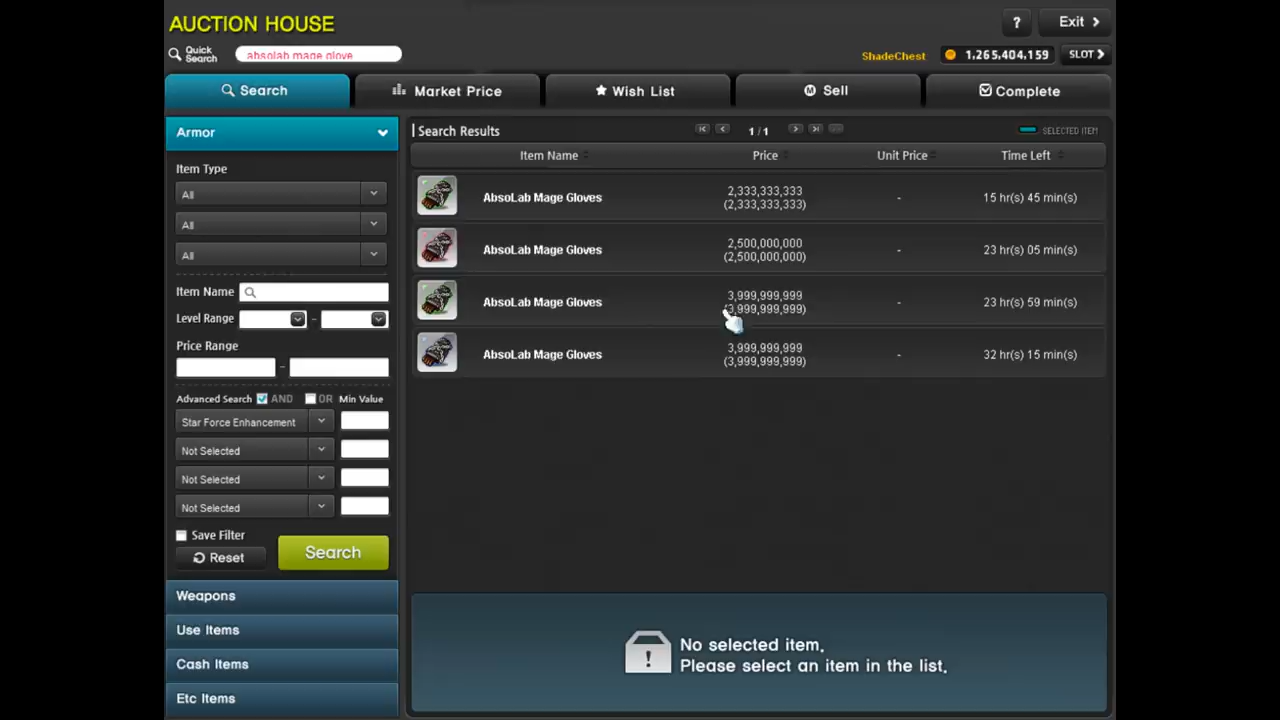 AUCTION HOUSE
?
Exit
Quick Search
absolab mage glove
ShadeChest
1,265,404,159
SLOT
Search
Market Price
Wish List
Sell
Complete
Armor
Item Type
All
All
All
Item Name
Level Range
-
Price Range
-
Advanced Search AND OR Min Value
Star Force Enhancement
Not Selected
Not Selected
Not Selected
Save Filter
Reset
Search
Weapons
Use Items
Cash Items
Etc Items
Search Results
1 / 1
SELECTED ITEM
Item Name Price Unit Price Time Left
AbsoLab Mage Gloves 2,333,333,333 - 15 hr(s) 45 min(s)
(2,333,333,333)
AbsoLab Mage Gloves 2,500,000,000 - 23 hr(s) 05 min(s)
(2,500,000,000)
AbsoLab Mage Gloves 3,999,999,999 - 23 hr(s) 59 min(s)
(3,999,999,999)
AbsoLab Mage Gloves 3,999,999,999 - 32 hr(s) 15 min(s)
(3,999,999,999)
No selected item,
Please select an item in the list,